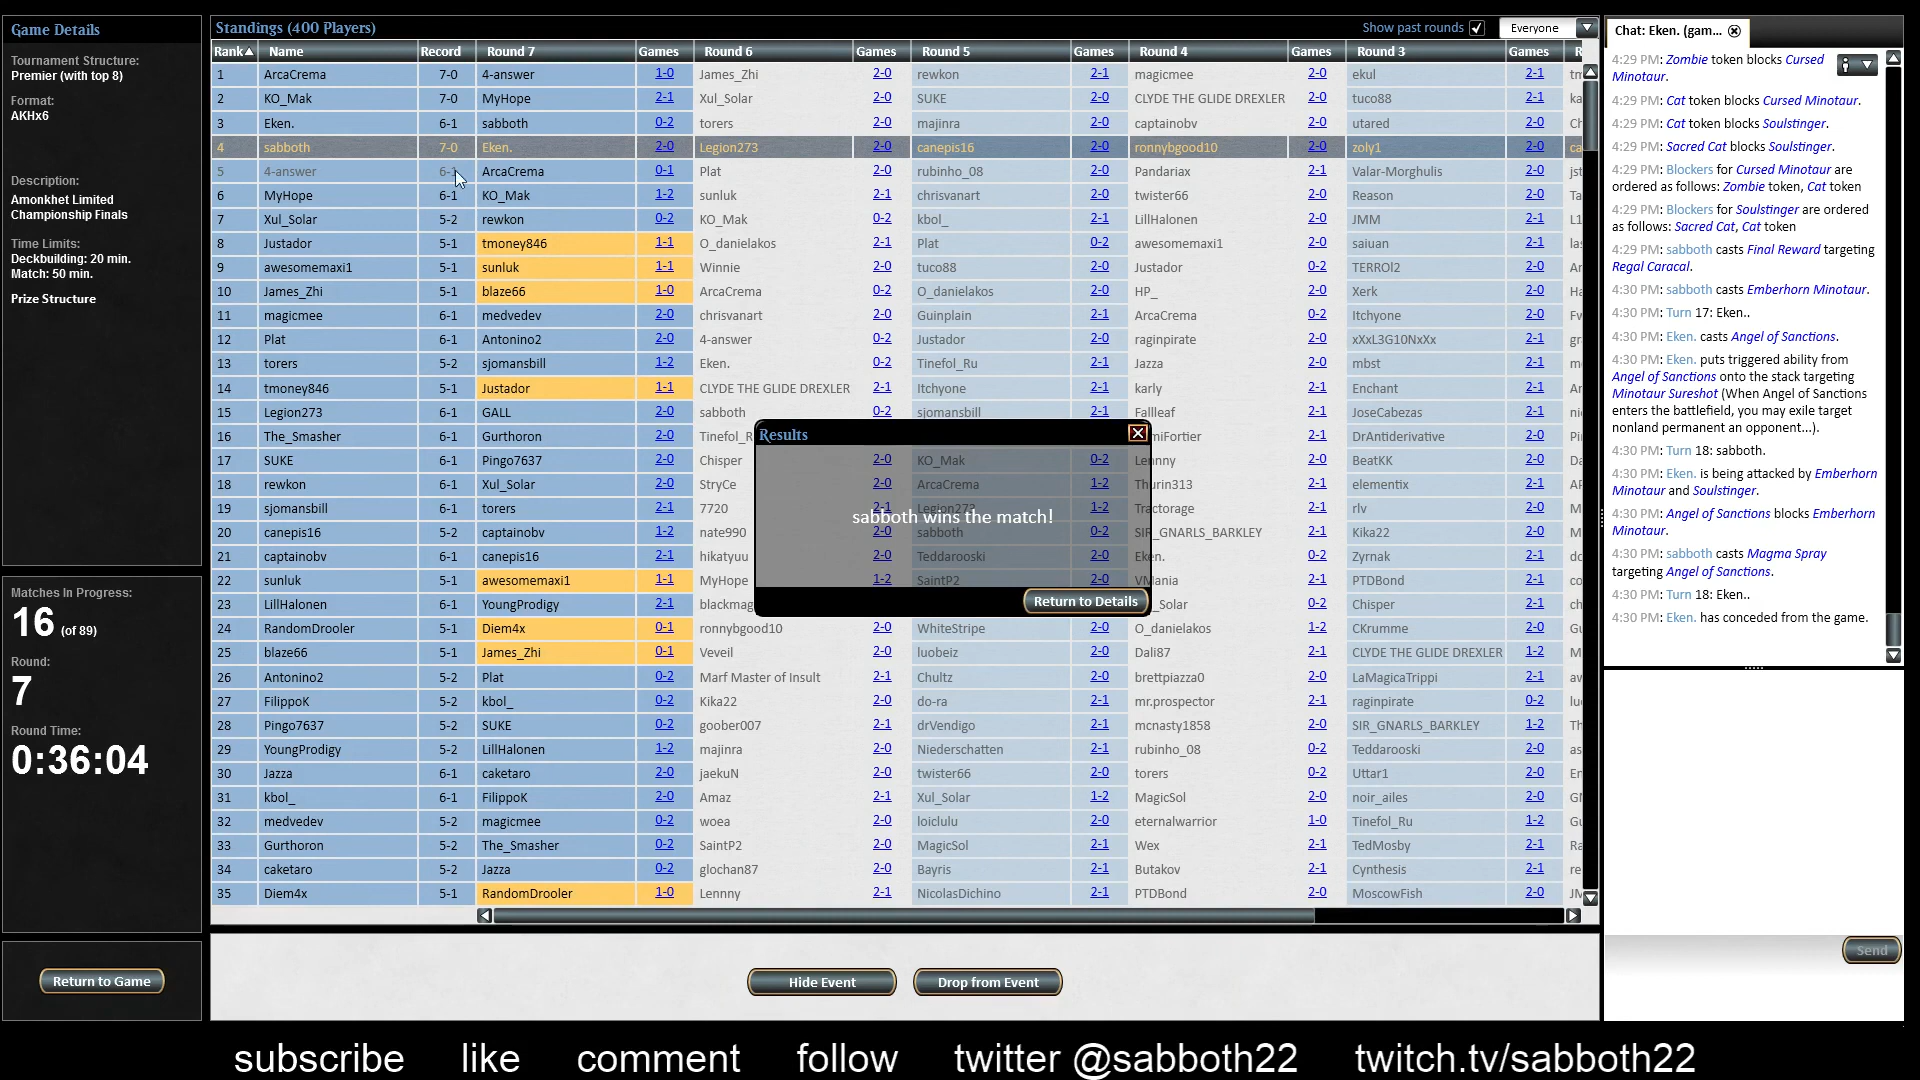 Game Details
Tournament Structure:
Premier (with top 8)
Format:
AKHx6
Description:
Amonkhet Limited
Championship Finals
Time Limits:
Deckbuilding: 20 min.
Match: 50 min.
Prize Structure
Matches In Progress:
16 (of 89)
Round:
7
Round Time:
0:36:04
Return to Game
Standings (400 Players)
Show past rounds
Everyone
Rank Name Record Round 7 Games Round 6 Games Round 5 Games Round 4 Games Round 3 Games
1 ArcaCrema 7-0 4-answer 1-0 James_Zhi 2-0 rewkon 2-1 magicmee 2-0 ekul 2-1
2 KO_Mak 7-0 MyHope 2-1 Xul_Solar 2-0 SUKE 2-0 CLYDE THE GLIDE DREXLER 2-0 tuco88 2-1
3 Eken. 6-1 sabboth 0-2 torers 2-0 majinra 2-0 captainobv 2-0 utared 2-0
4 sabboth 7-0 Eken. 2-0 Legion273 2-0 canepis16 2-0 ronnybgood10 2-0 zoly1 2-0
5 4-answer ArcaCrema 0-1 Plat 2-0 rubinho_08 2-0 Pandariax 2-1 Valar-Morghulis 2-1
6 MyHope 6-1 KO_Mak 1-2 sunluk 2-1 chrisvanart 2-0 twister66 2-0 Reason 2-0
7 Xul_Solar 5-2 rewkon 0-2 KO_Mak 0-2 kbol_ 2-1 LillHalonen 2-0 JMM 2-1
8 Justador 5-1 tmoney846 1-1 O_danielakos 2-1 Plat 0-2 awesomemaxi1 2-0 saiuan 2-1
9 awesomemaxi1 5-1 sunluk 1-1 Winnie 2-0 tuco88 2-0 Justador 0-2 TERROl2 2-0
10 James_Zhi 5-1 blaze66 1-0 ArcaCrema 0-2 O_danielakos 2-1 HP_ 2-0 Xerk 2-0
11 magicmee 6-1 medvedev 2-0 chrisvanart 2-0 Guinplain 2-1 ArcaCrema 0-2 Itchyone 2-1
12 Plat 6-1 Antonino2 2-0 4-answer 0-2 Justador 2-0 raginpirate 2-0 xXxL3G10NxXx 2-1
13 torers 5-2 sjomansbill 1-2 Eken. 0-2 Tinefol_Ru 2-1 Jazza 2-0 mbst 2-1
14 tmoney846 5-1 Justador 1-1 CLYDE THE GLIDE DREXLER 2-1 Itchyone 2-1 karly 2-1 Enchant 2-1
15 Legion273 6-1 GALL 2-0 sabboth 0-2 sjomansbill 2-1 Fallleaf 2-1 JoseCabezas 2-1
16 The_Smasher 6-1 Gurthoron 2-0 Tinefol_R miFortier 2-1 DrAntiderivative 2-0
17 SUKE 6-1 Pingo7637 2-0 Chisper 2-0 KO_Mak 0-2 Lennny 2-0 BeatKK 2-0
18 rewkon 6-1 Xul_Solar 2-0 StryCe 2-0 ArcaCrema 1-2 Thurin313 2-1 elementix 2-1
19 sjomansbill 6-1 torers 2-1 7720 2-1 Legion273 1-2 Tractorage 2-1 rlv 2-0
20 canepis16 5-2 captainobv 1-2 nate990 2-0 sabboth 0-2 SIR_GNARLS_BARKLEY 2-1 Kika22 2-0
21 captainobv 6-1 canepis16 2-1 hikatyuu 2-0 Teddarooski 2-0 Eken. 0-2 Zyrnak 2-1
22 sunluk 5-1 awesomemaxi1 1-1 MyHope 1-2 SaintP2 2-0 VMania 2-1 PTDBond 2-0
23 LillHalonen 6-1 YoungProdigy 2-1 blackmag _Solar 0-2 Chisper 2-1
24 RandomDrooler 5-1 Diem4x 0-1 ronnybgood10 2-0 WhiteStripe 2-0 O_danielakos 1-2 CKrumme 2-0
25 blaze66 5-1 James_Zhi 0-1 Veveil 2-0 luobeiz 2-0 Dali87 2-1 CLYDE THE GLIDE DREXLER 1-2
26 Antonino2 5-2 Plat 0-2 Marf Master of Insult 2-1 Chultz 2-0 brettpiazza0 2-0 LaMagicaTrippi 2-1
27 FilippoK 5-2 kbol_ 0-2 Kika22 2-0 do-ra 2-1 mr.prospector 2-1 raginpirate 0-2
28 Pingo7637 5-2 SUKE 0-2 goober007 2-1 drVendigo 2-1 mcnasty1858 2-0 SIR_GNARLS_BARKLEY 1-2
29 YoungProdigy 5-2 LillHalonen 1-2 majinra 2-0 Niederschatten 2-1 rubinho_08 0-2 Teddarooski 2-0
30 Jazza 6-1 caketaro 2-0 jaekuN 2-0 twister66 2-0 torers 0-2 Uttar1 2-0
31 kbol_ 6-1 FilippoK 2-0 Amaz 2-1 Xul_Solar 1-2 MagicSol 2-0 noir_ailes 2-0
32 medvedev 5-2 magicmee 0-2 woea 2-0 loiclulu 2-0 eternalwarrior 1-0 Tinefol_Ru 1-2
33 Gurthoron 5-2 The_Smasher 0-2 SaintP2 2-0 MagicSol 2-0 Wex 2-1 TedMosby 2-1
34 caketaro 5-2 Jazza 0-2 glochan87 2-0 Bayris 2-1 Butakov 2-1 Cynthesis 2-1
35 Diem4x 5-1 RandomDrooler 1-0 Lennny 2-1 NicolasDichino 2-1 PTDBond 2-0 MoscowFish 2-0
Results
sabboth wins the match!
Return to Details
Hide Event
Drop from Event
Chat: Eken. (gam...
4:29 PM: Zombie token blocks Cursed
Minotaur.
4:29 PM: Cat token blocks Cursed Minotaur.
4:29 PM: Cat token blocks Soulstinger.
4:29 PM: Sacred Cat blocks Soulstinger.
4:29 PM: Blockers for Cursed Minotaur are
ordered as follows: Zombie token, Cat token
4:29 PM: Blockers for Soulstinger are ordered
as follows: Sacred Cat, Cat token
4:29 PM: sabboth casts Final Reward targeting
Regal Caracal.
4:30 PM: sabboth casts Emberhorn Minotaur.
4:30 PM: Turn 17: Eken..
4:30 PM: Eken. casts Angel of Sanctions.
4:30 PM: Eken. puts triggered ability from
Angel of Sanctions onto the stack targeting
Minotaur Sureshot (When Angel of Sanctions
enters the battlefield, you may exile target
nonland permanent an opponent...).
4:30 PM: Turn 18: sabboth.
4:30 PM: Eken. is being attacked by Emberhorn
Minotaur and Soulstinger.
4:30 PM: Angel of Sanctions blocks Emberhorn
Minotaur.
4:30 PM: sabboth casts Magma Spray
targeting Angel of Sanctions.
4:30 PM: Turn 18: Eken..
4:30 PM: Eken. has conceded from the game.
Send
subscribe like comment follow twitter @sabboth22 twitch.tv/sabboth22